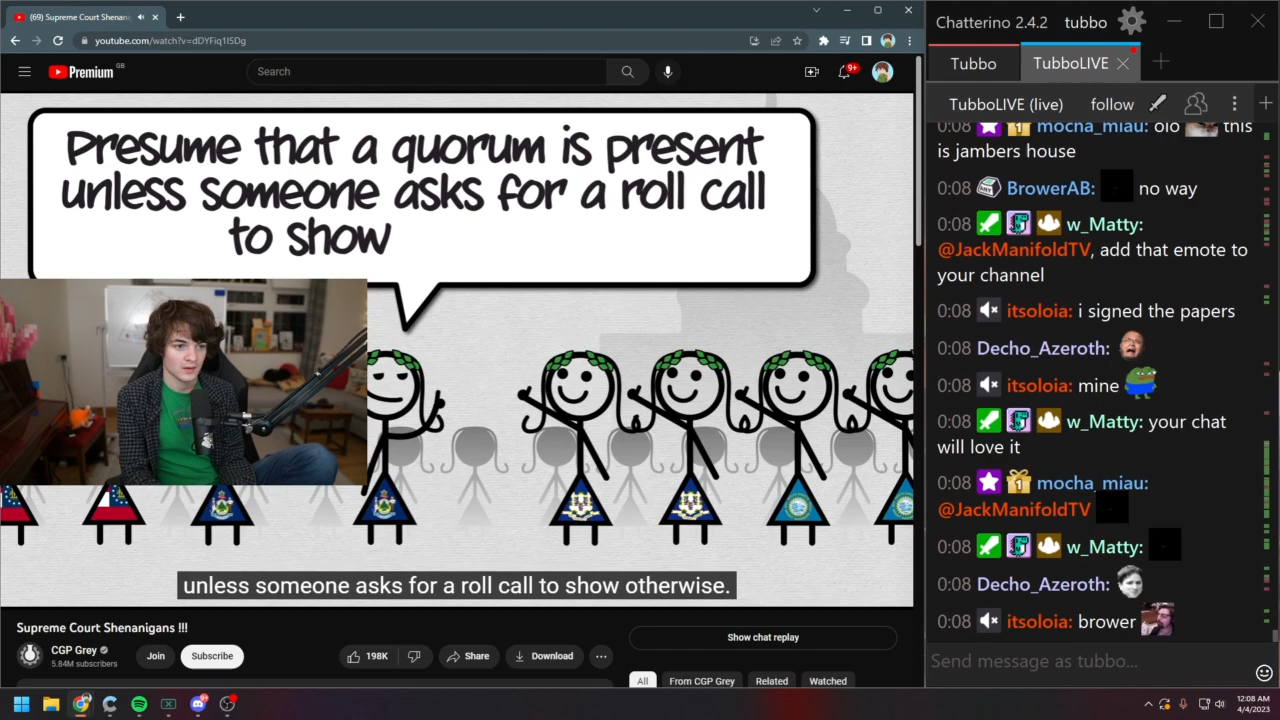 (69) Supreme Court Shenani
youtube.com/watch?v=dDYFiq1I5Dg
Premium GB
Search
9+
Presume that a quorum is present
unless someone asks for a roll call
to show
unless someone asks for a roll call to show otherwise.
Supreme Court Shenanigans !!!
CGP Grey
5.84M subscribers
Join
Subscribe
198K
Share
Download
Show chat replay
All
From CGP Grey
Related
Watched
Chatterino 2.4.2
tubbo
Tubbo
TubboLIVE
TubboLIVE (live)
follow
0:08 mocha_miau: olo this
is jambers house
0:08 BrowerAB: no way
0:08 w_Matty:
@JackManifoldTV, add that emote to
your channel
0:08 itsoloia: i signed the papers
0:08 Decho_Azeroth:
0:08 itsoloia: mine
0:08 w_Matty: your chat
will love it
0:08 mocha_miau:
@JackManifoldTV
0:08 w_Matty:
0:08 Decho_Azeroth:
0:08 itsoloia: brower
Send message as tubbo...
12:08 AM
4/4/2023